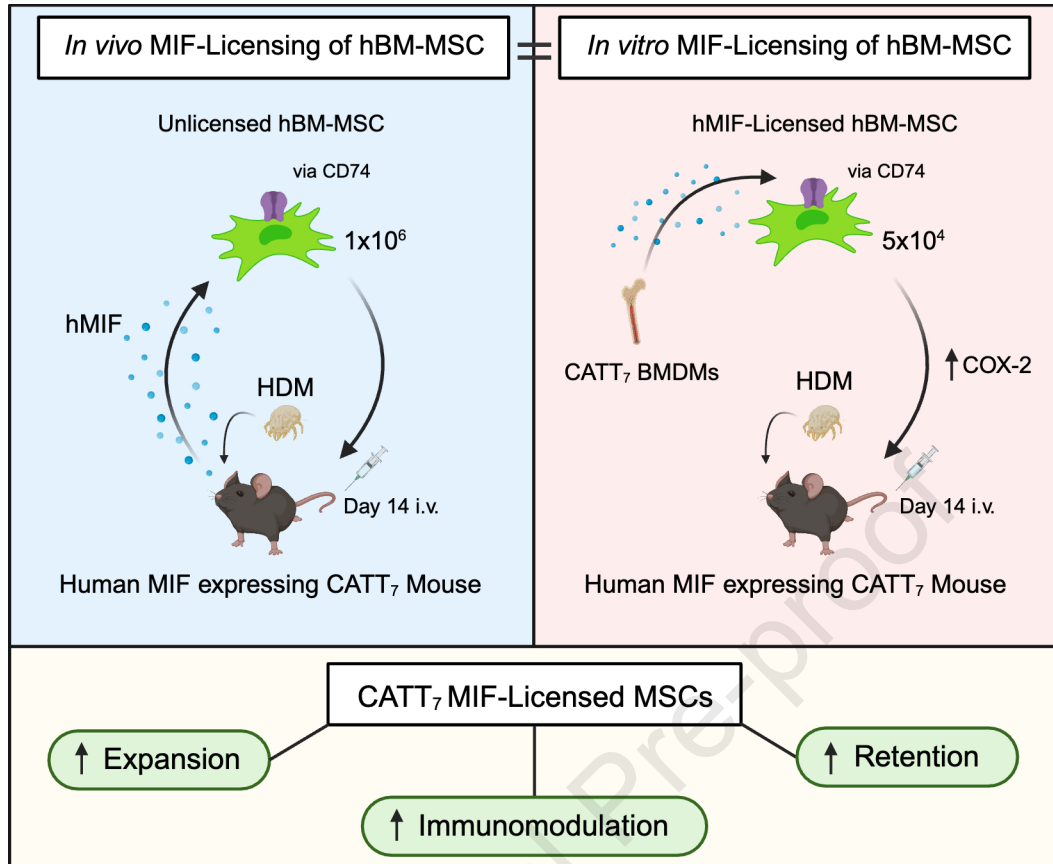 In vivo MIF-Licensing of hBM-MSC
=
In vitro MIF-Licensing of hBM-MSC
Unlicensed hBM-MSC
via CD74
1x10⁶
hMIF
HDM
Day 14 i.v.
Human MIF expressing CATT₇ Mouse
hMIF-Licensed hBM-MSC
via CD74
5x10⁴
CATT₇ BMDMs
↑ COX-2
HDM
Day 14 i.v.
Human MIF expressing CATT₇ Mouse
CATT₇ MIF-Licensed MSCs
↑ Expansion
↑ Immunomodulation
↑ Retention
Pre-proof